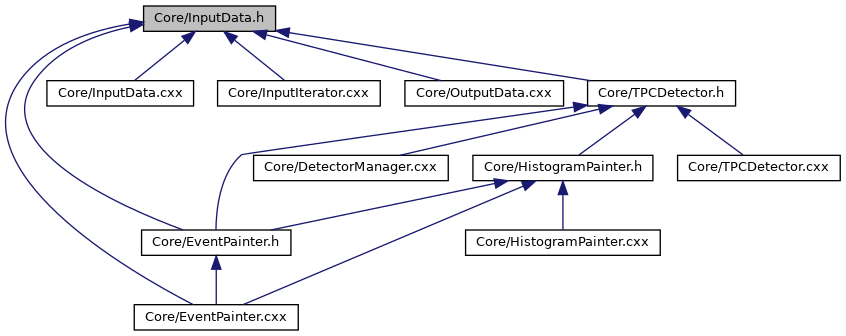 Core/InputData.h
Core/InputData.cxx
Core/InputIterator.cxx
Core/OutputData.cxx
Core/TPCDetector.h
Core/DetectorManager.cxx
Core/HistogramPainter.h
Core/TPCDetector.cxx
Core/EventPainter.h
Core/HistogramPainter.cxx
Core/EventPainter.cxx